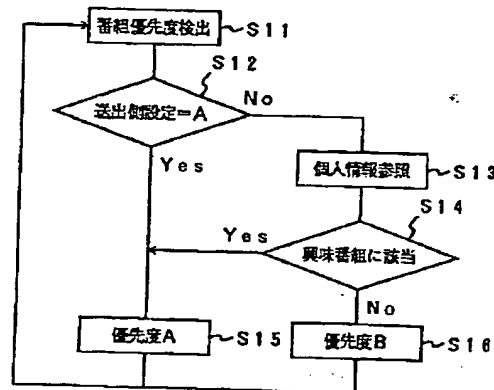 番組優先度検出 S11
S12
送出側設定=A
No
Yes
個人情報参照 S13
S14
Yes
興味番組に該当
No
優先度A S15
優先度B S16